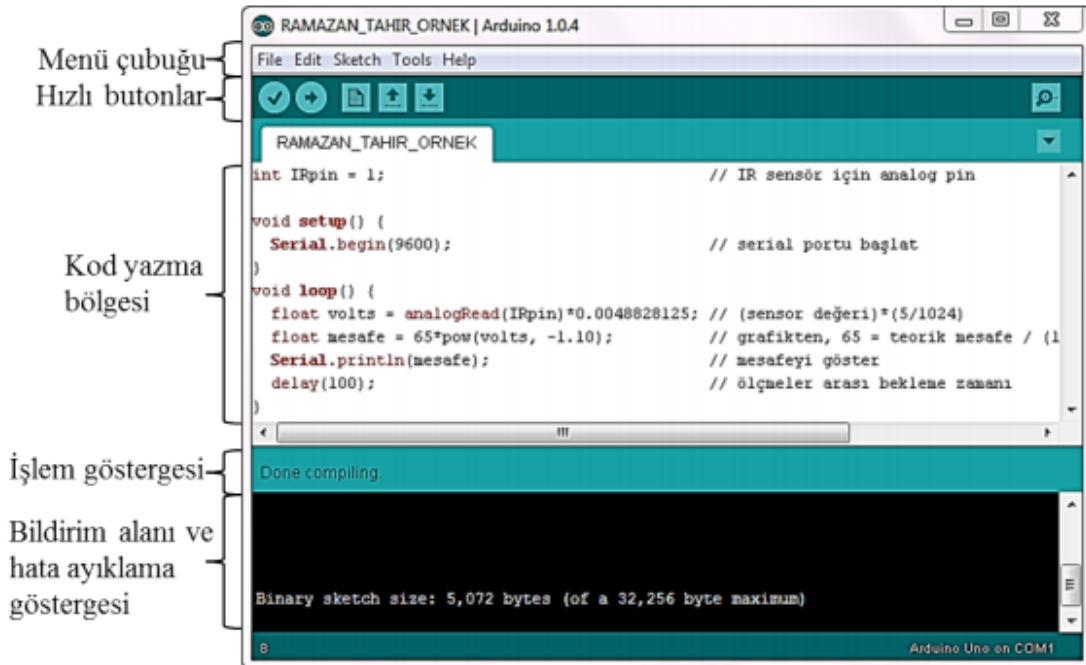 RAMAZAN_TAHIR_ORNEK | Arduino 1.0.4
Menü çubuğu
File Edit Sketch Tools Help
Hızlı butonlar
RAMAZAN_TAHIR_ORNEK
Kod yazma
bölgesi
int IRpin = 1; // IR sensör için analog pin
void setup() {
Serial.begin(9600); // serial portu başlat
}
void loop() {
float volts = analogRead(IRpin)*0.0048828125; // (sensor değeri)*(5/1024)
float mesafe = 65*pow(volts, -1.10); // grafikten, 65 = teorik mesafe / (1
Serial.println(mesafe); // mesafeyi göster
delay(100); // ölçmeler arası bekleme zamanı
}
İşlem göstergesi
Done compiling.
Bildirim alanı ve
hata ayıklama
göstergesi
Binary sketch size: 5,072 bytes (of a 32,256 byte maximum)
8 Arduino Uno on COM1